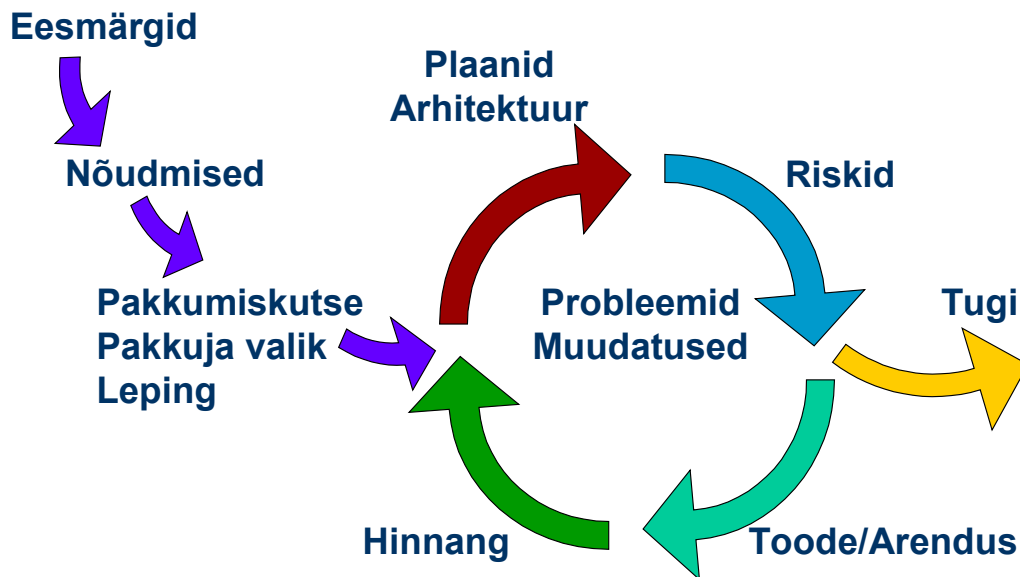 Eesmärgid
Nõudmised
Pakkumiskutse
Pakkuja valik
Leping
Plaanid
Arhitektuur
Riskid
Probleemid
Muudatused
Tugi
Hinnang
Toode/Arendus